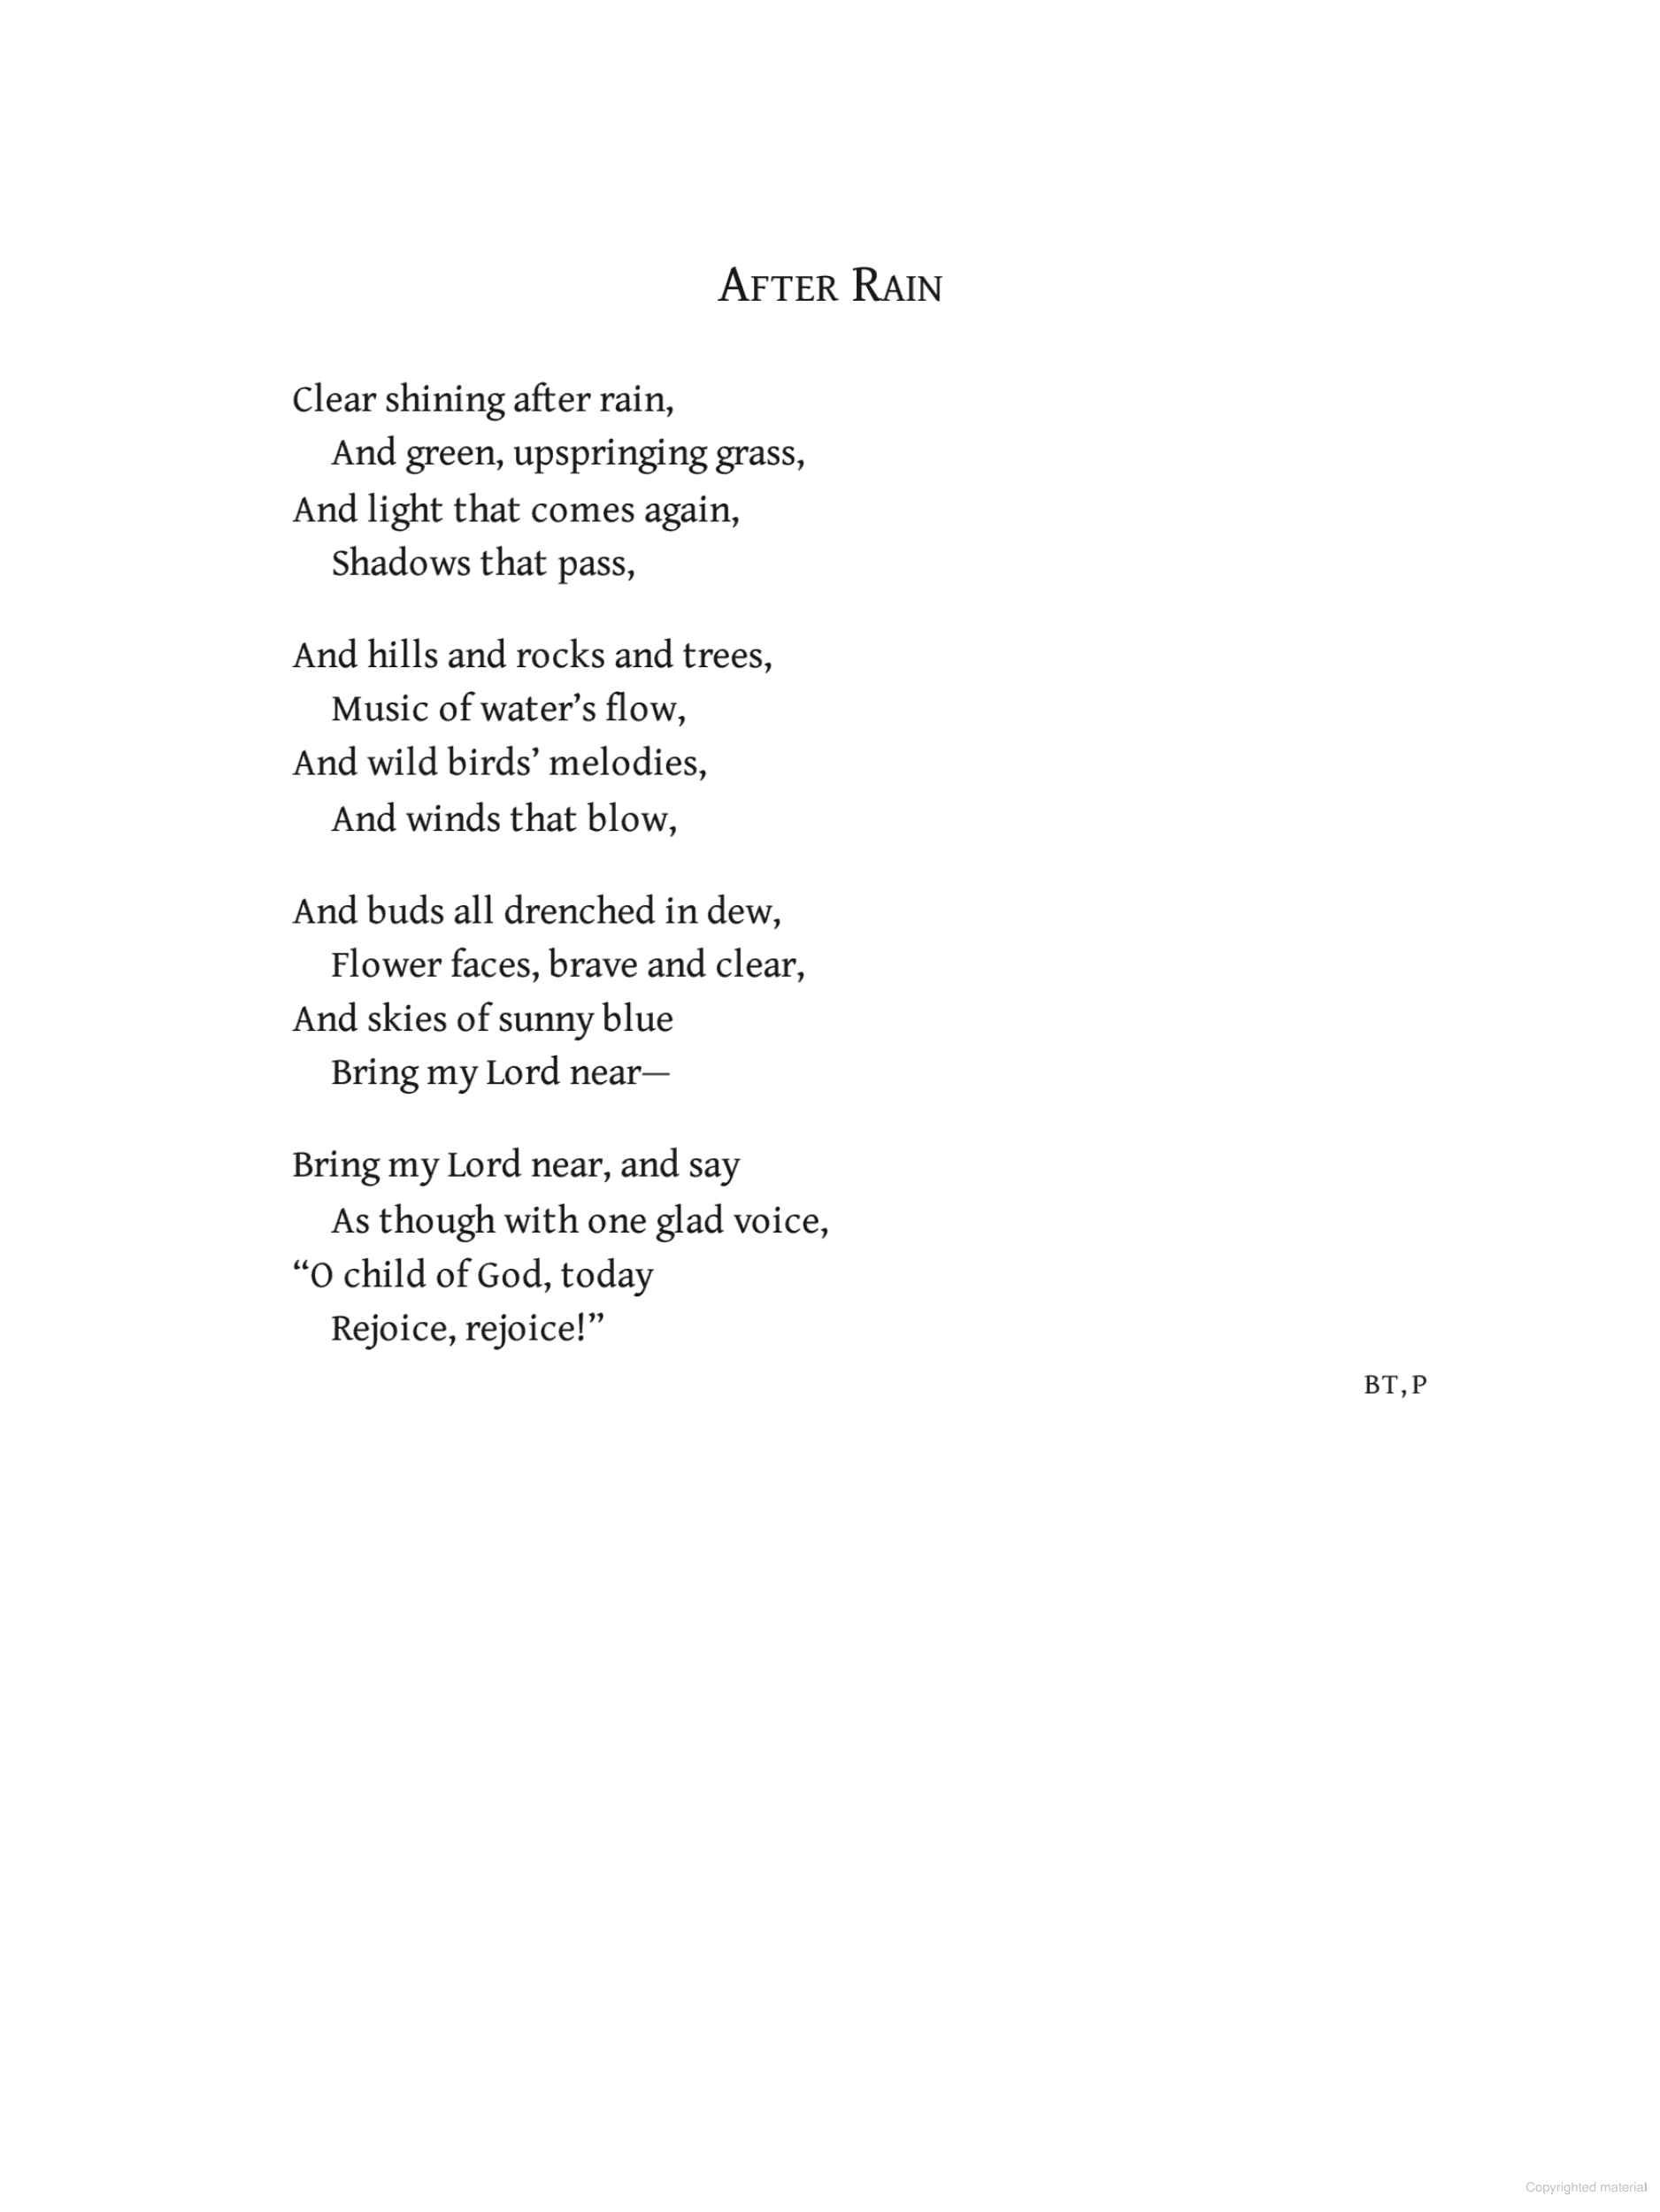 After Rain
Clear shining after rain,
And green, upspringing grass,
And light that comes again,
Shadows that pass,
And hills and rocks and trees,
Music of water’s flow,
And wild birds’ melodies,
And winds that blow,
And buds all drenched in dew,
Flower faces, brave and clear,
And skies of sunny blue
Bring my Lord near—
Bring my Lord near, and say
As though with one glad voice,
“O child of God, today
Rejoice, rejoice!”
BT, P
Copyrighted material